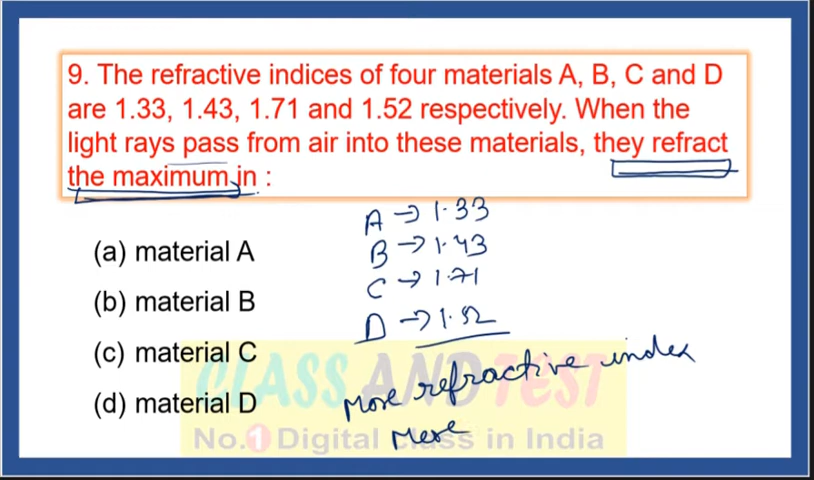 9. The refractive indices of four materials A, B, C and D
are 1.33, 1.43, 1.71 and 1.52 respectively. When the
light rays pass from air into these materials, they refract
the maximum in :
A → 1.33
(a) material A
B → 1.43
C → 1.71
(b) material B
D → 1.52
(c) material C
More refractive index
CLASS AND TEST
(d) material D
No.1 Digital Class in India
More